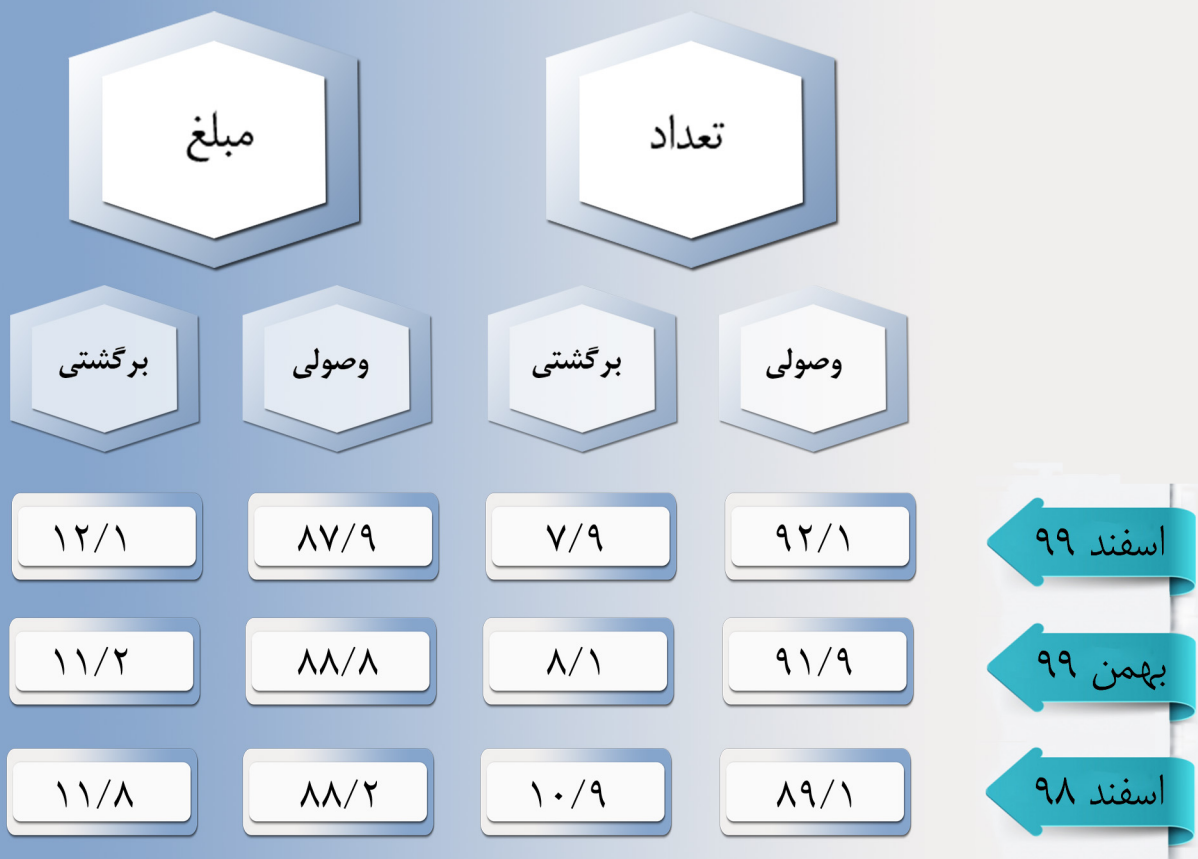 تعداد مبلغ
وصولی برگشتی وصولی برگشتی
اسفند ۹۹ ۹۲/۱ ۷/۹ ۸۷/۹ ۱۲/۱
بهمن ۹۹ ۹۱/۹ ۸/۱ ۸۸/۸ ۱۱/۲
اسفند ۹۸ ۸۹/۱ ۱۰/۹ ۸۸/۲ ۱۱/۸